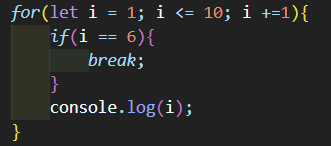 for(let i = 1; i <= 10; i +=1){
    if(i == 6){
        break;
    }
    console.log(i);
}